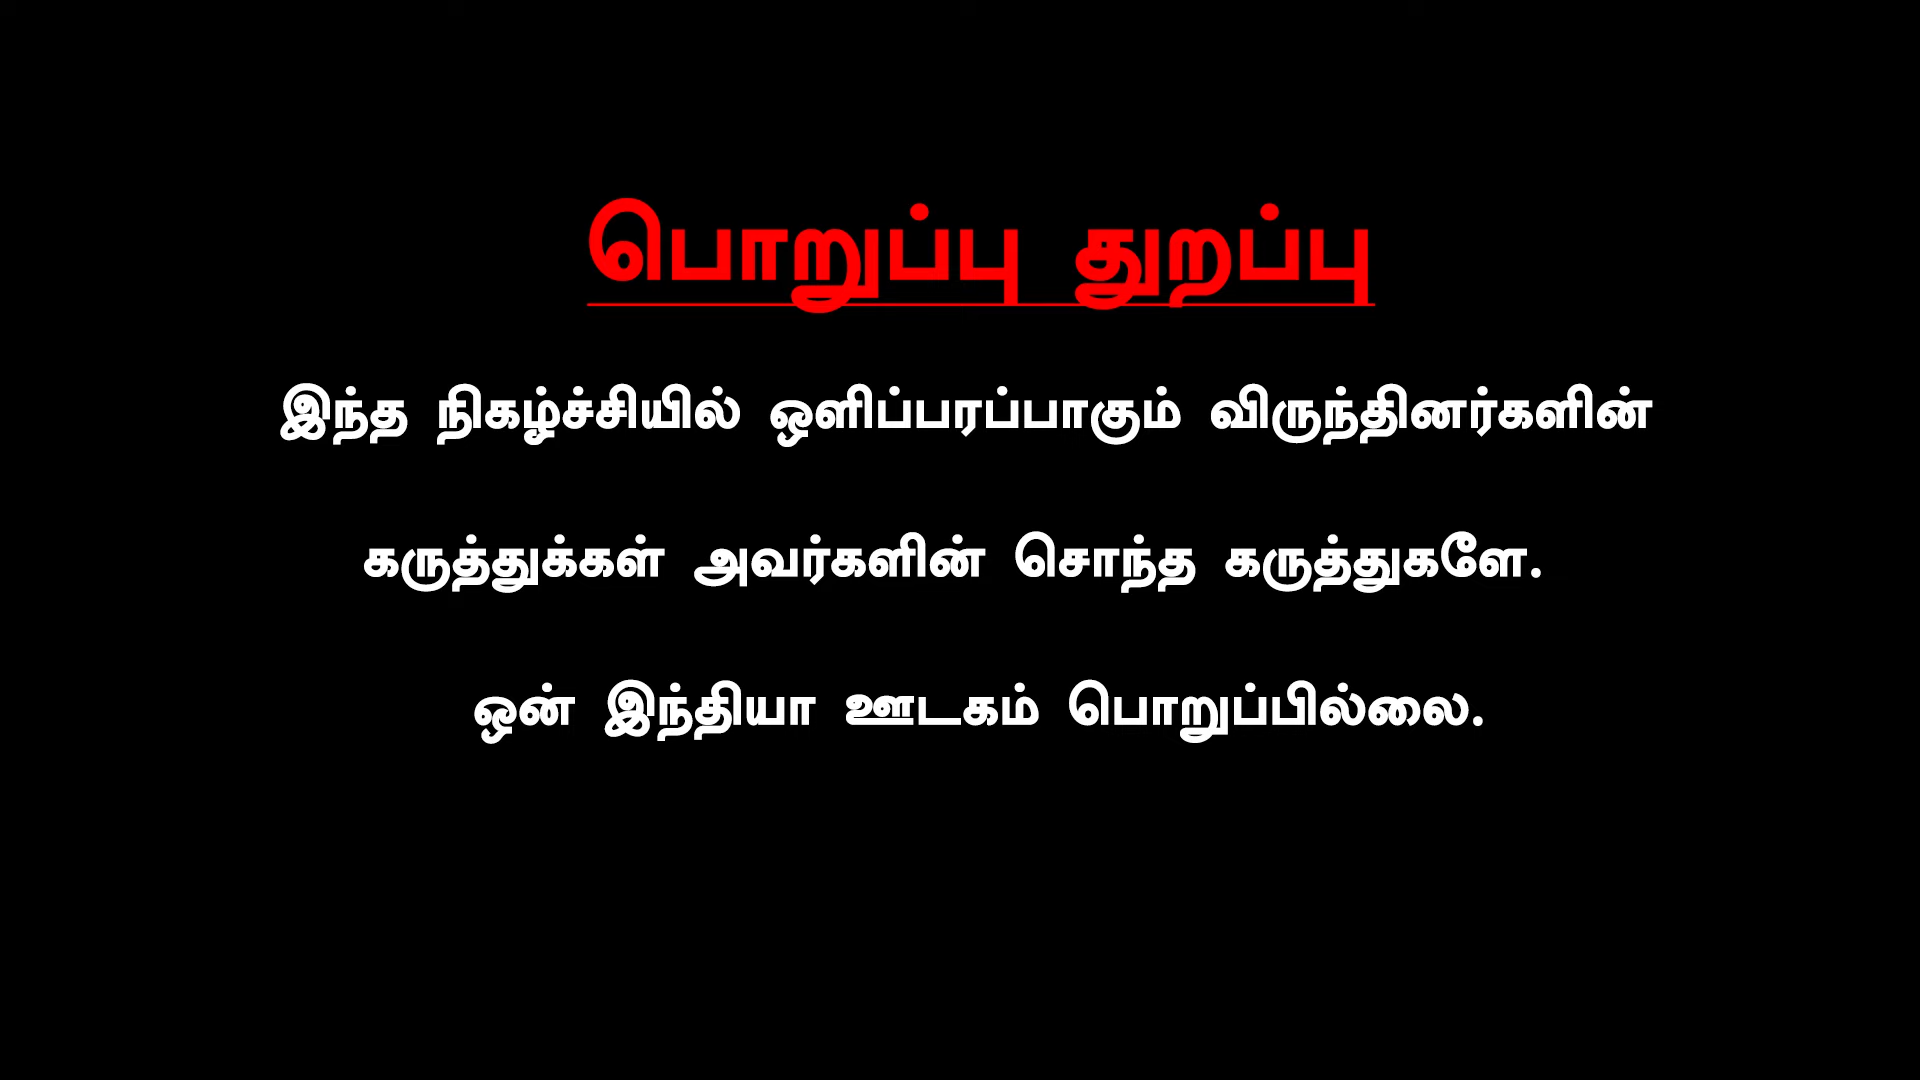 பொறுப்பு துறப்பு
இந்த நிகழ்ச்சியில் ஒளிப்பரப்பாகும் விருந்தினர்களின்
கருத்துக்கள் அவர்களின் சொந்த கருத்துகளே.
ஒன் இந்தியா ஊடகம் பொறுப்பில்லை.